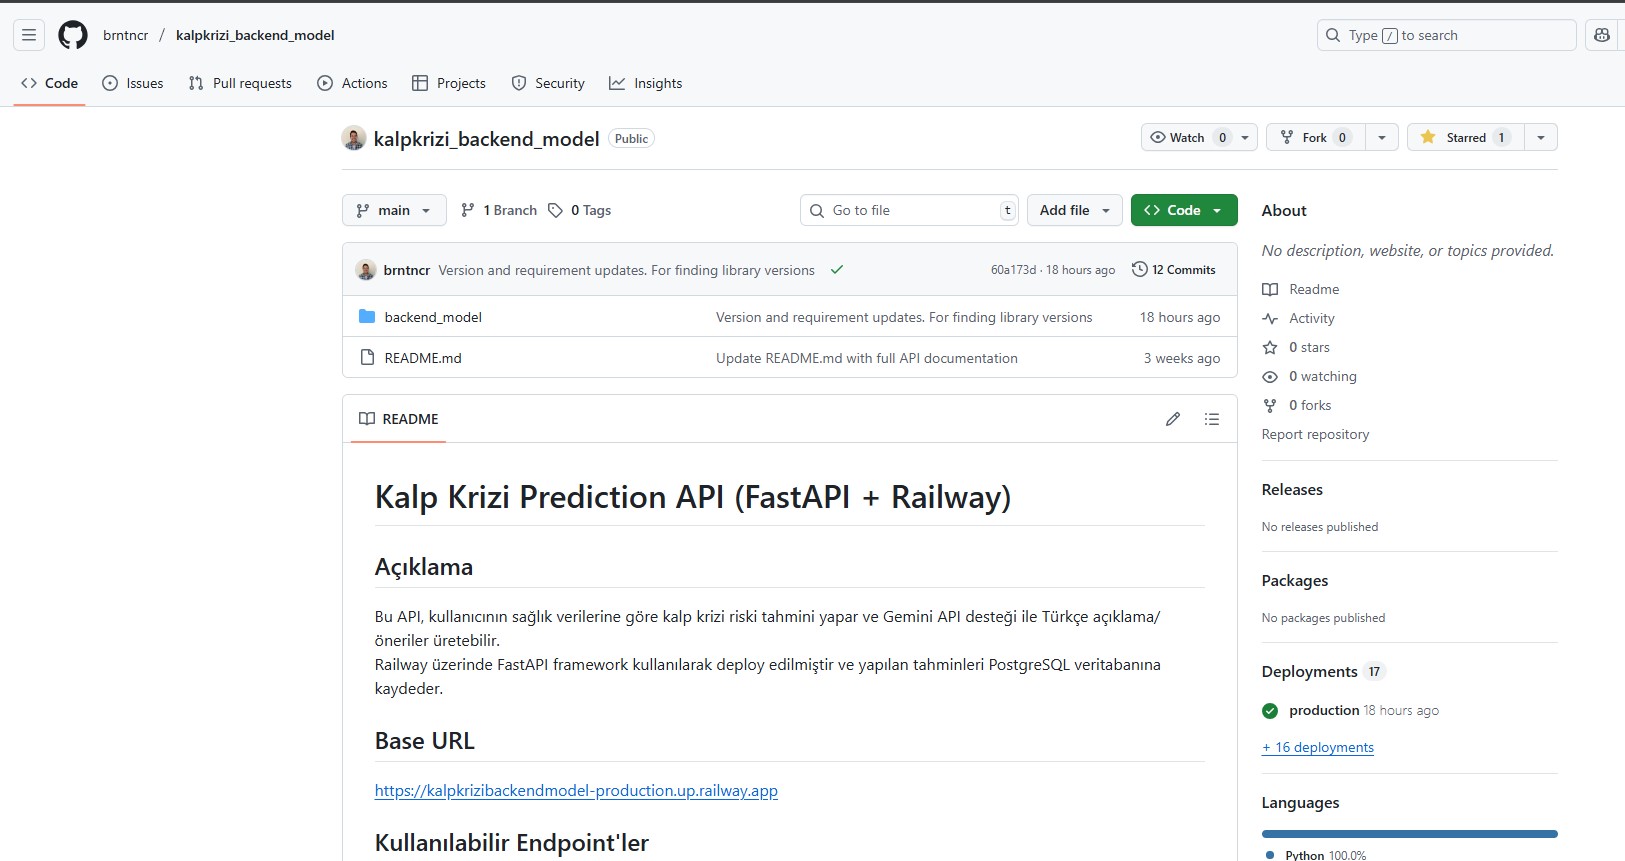 brntncr / kalpkrizi_backend_model
Type / to search
Code Issues Pull requests Actions Projects Security Insights
kalpkrizi_backend_model Public
Watch 0 Fork 0 Starred 1
main 1 Branch 0 Tags Go to file t Add file Code
brntncr Version and requirement updates. For finding library versions 60a173d · 18 hours ago 12 Commits
backend_model Version and requirement updates. For finding library versions 18 hours ago
README.md Update README.md with full API documentation 3 weeks ago
README
Kalp Krizi Prediction API (FastAPI + Railway)
Açıklama
Bu API, kullanıcının sağlık verilerine göre kalp krizi riski tahmini yapar ve Gemini API desteği ile Türkçe açıklama/
öneriler üretebilir.
Railway üzerinde FastAPI framework kullanılarak deploy edilmiştir ve yapılan tahminleri PostgreSQL veritabanına
kaydeder.
Base URL
https://kalpkrizibackendmodel-production.up.railway.app
Kullanılabilir Endpoint'ler
About
No description, website, or topics provided.
Readme
Activity
0 stars
0 watching
0 forks
Report repository
Releases
No releases published
Packages
No packages published
Deployments 17
production 18 hours ago
+ 16 deployments
Languages
Python 100.0%